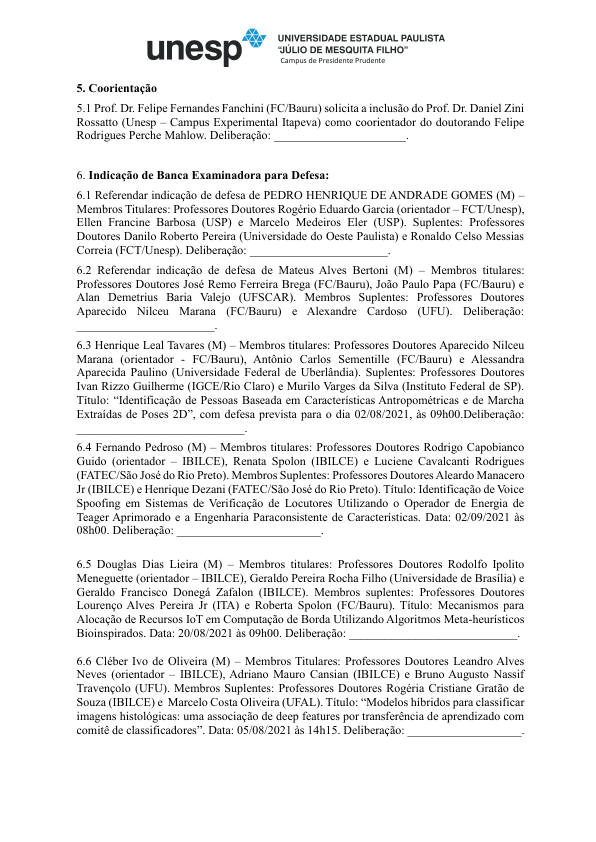 unesp
UNIVERSIDADE ESTADUAL PAULISTA
"JÚLIO DE MESQUITA FILHO"
Campus de Presidente Prudente
5. Coorientação
5.1 Prof. Dr. Felipe Fernandes Fanchini (FC/Bauru) solicita a inclusão do Prof. Dr. Daniel Zini
Rossatto (Unesp – Campus Experimental Itapeva) como coorientador do doutorando Felipe
Rodrigues Perche Mahlow. Deliberação: ______________________.
6. Indicação de Banca Examinadora para Defesa:
6.1 Referendar indicação de defesa de PEDRO HENRIQUE DE ANDRADE GOMES (M) –
Membros Titulares: Professores Doutores Rogério Eduardo Garcia (orientador – FCT/Unesp),
Ellen Francine Barbosa (USP) e Marcelo Medeiros Eler (USP). Suplentes: Professores
Doutores Danilo Roberto Pereira (Universidade do Oeste Paulista) e Ronaldo Celso Messias
Correia (FCT/Unesp). Deliberação: _______________________.
6.2 Referendar indicação de defesa de Mateus Alves Bertoni (M) – Membros titulares:
Professores Doutores José Remo Ferreira Brega (FC/Bauru), João Paulo Papa (FC/Bauru) e
Alan Demetrius Baria Valejo (UFSCAR). Membros Suplentes: Professores Doutores
Aparecido Nilceu Marana (FC/Bauru) e Alexandre Cardoso (UFU). Deliberação:
_______________________.
6.3 Henrique Leal Tavares (M) – Membros titulares: Professores Doutores Aparecido Nilceu
Marana (orientador - FC/Bauru), Antônio Carlos Sementille (FC/Bauru) e Alessandra
Aparecida Paulino (Universidade Federal de Uberlândia). Suplentes: Professores Doutores
Ivan Rizzo Guilherme (IGCE/Rio Claro) e Murilo Varges da Silva (Instituto Federal de SP).
Título: “Identificação de Pessoas Baseada em Características Antropométricas e de Marcha
Extraídas de Poses 2D”, com defesa prevista para o dia 02/08/2021, às 09h00.Deliberação:
____________________________.
6.4 Fernando Pedroso (M) – Membros titulares: Professores Doutores Rodrigo Capobianco
Guido (orientador – IBILCE), Renata Spolon (IBILCE) e Luciene Cavalcanti Rodrigues
(FATEC/São José do Rio Preto). Membros Suplentes: Professores Doutores Aleardo Manacero
Jr (IBILCE) e Henrique Dezani (FATEC/São José do Rio Preto). Título: Identificação de Voice
Spoofing em Sistemas de Verificação de Locutores Utilizando o Operador de Energia de
Teager Aprimorado e a Engenharia Paraconsistente de Características. Data: 02/09/2021 às
08h00. Deliberação: ________________________.
6.5 Douglas Dias Lieira (M) – Membros titulares: Professores Doutores Rodolfo Ipolito
Meneguette (orientador – IBILCE), Geraldo Pereira Rocha Filho (Universidade de Brasília) e
Geraldo Francisco Donegá Zafalon (IBILCE). Membros suplentes: Professores Doutores
Lourenço Alves Pereira Jr (ITA) e Roberta Spolon (FC/Bauru). Título: Mecanismos para
Alocação de Recursos IoT em Computação de Borda Utilizando Algoritmos Meta-heurísticos
Bioinspirados. Data: 20/08/2021 às 09h00. Deliberação: ____________________________.
6.6 Cléber Ivo de Oliveira (M) – Membros Titulares: Professores Doutores Leandro Alves
Neves (orientador – IBILCE), Adriano Mauro Cansian (IBILCE) e Bruno Augusto Nassif
Travençolo (UFU). Membros Suplentes: Professores Doutores Rogéria Cristiane Gratão de
Souza (IBILCE) e Marcelo Costa Oliveira (UFAL). Título: “Modelos híbridos para classificar
imagens histológicas: uma associação de deep features por transferência de aprendizado com
comitê de classificadores”. Data: 05/08/2021 às 14h15. Deliberação: ___________________.